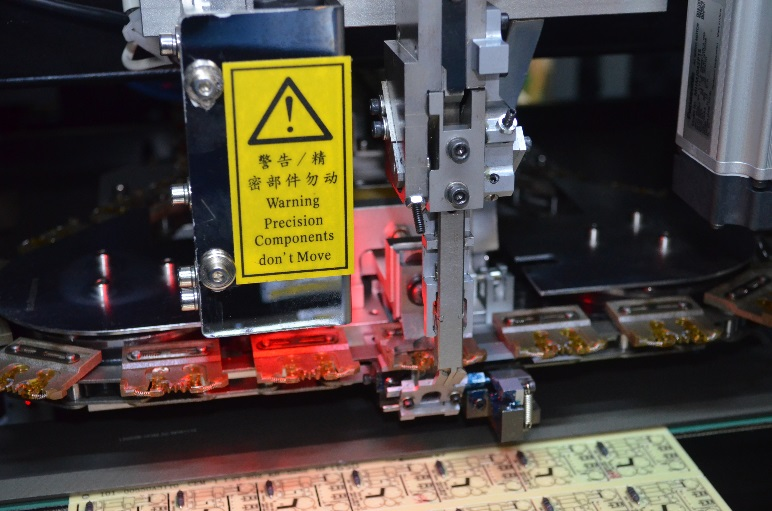 警告/精
密部件勿动
Warning
Precision
Components
don't Move